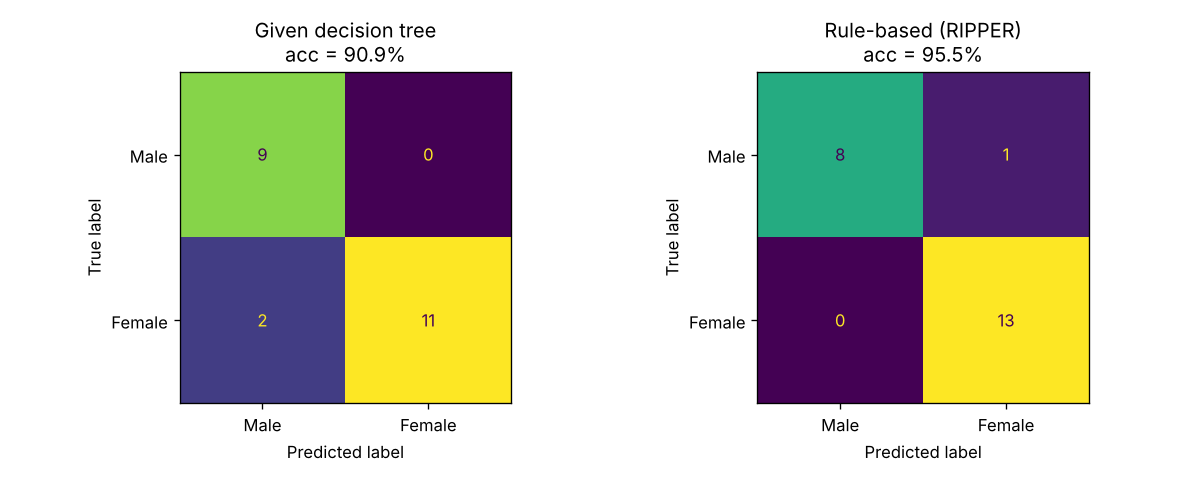 Given decision tree
acc = 90.9%
Male
9
0
True label
Female
2
11
Male
Female
Predicted label
Rule-based (RIPPER)
acc = 95.5%
Male
8
1
True label
Female
0
13
Male
Female
Predicted label